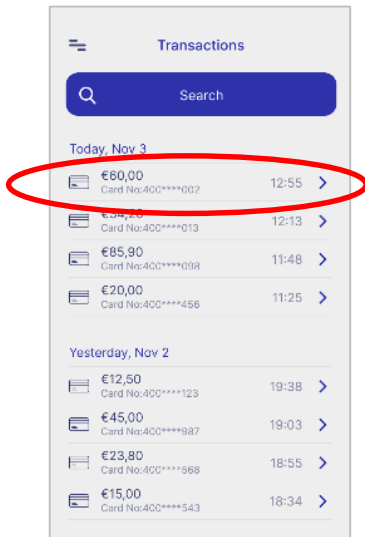 Transactions
Search
Today, Nov 3
€60,00
Card No:400****002 12:55
€34,20
Card No:400****013 12:13
€85,90
Card No:400****098 11:48
€20,00
Card No:400****456 11:25
Yesterday, Nov 2
€12,50
Card No:400****123 19:38
€45,00
Card No:400****987 19:03
€23,80
Card No:400****568 18:55
€15,00
Card No:400****543 18:34